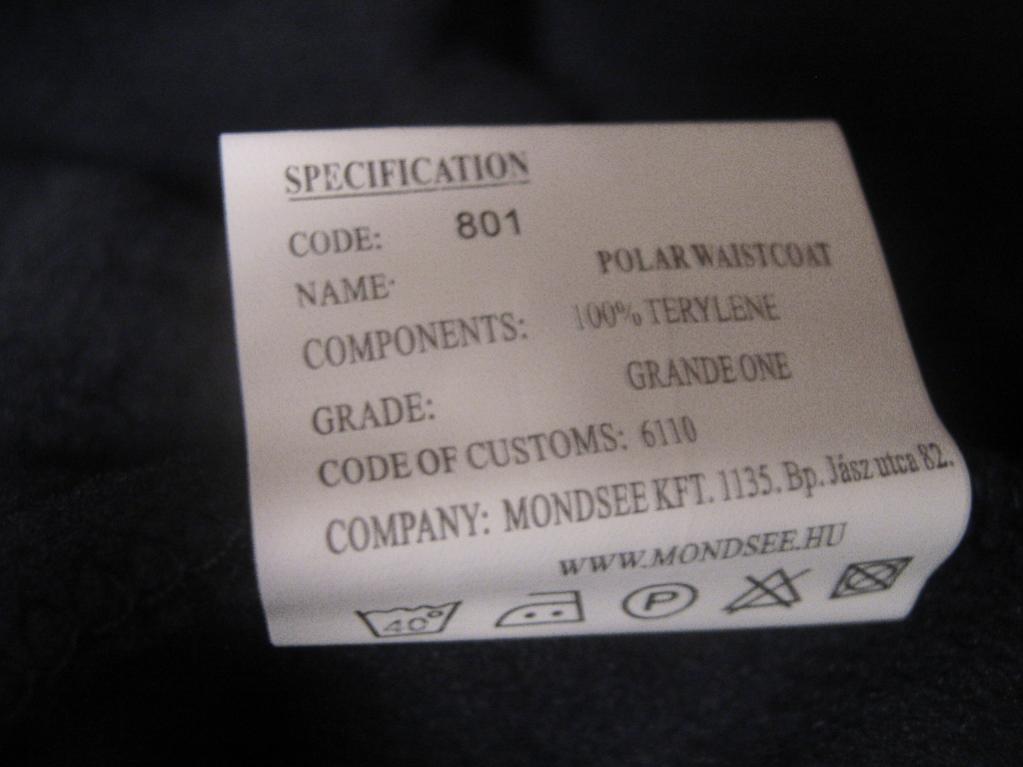 SPECIFICATION
CODE: 801
NAME: POLAR WAISTCOAT
COMPONENTS: 100% TERYLENE
GRADE: GRANDE ONE
CODE OF CUSTOMS: 6110
COMPANY: MONDSEE KFT. 1135. Bp. Jász utca 82.
WWW.MONDSEE.HU
40° P